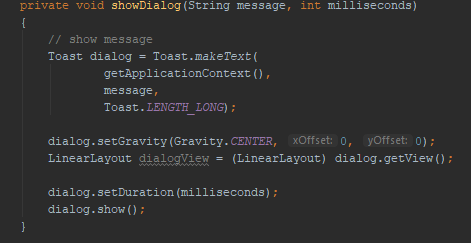 private void showDialog(String message, int milliseconds)
{
    // show message
    Toast dialog = Toast.makeText(
            getApplicationContext(),
            message,
            Toast.LENGTH_LONG);
    dialog.setGravity(Gravity.CENTER, xOffset: 0, yOffset: 0);
    LinearLayout dialogView = (LinearLayout) dialog.getView();
    dialog.setDuration(milliseconds);
    dialog.show();
}